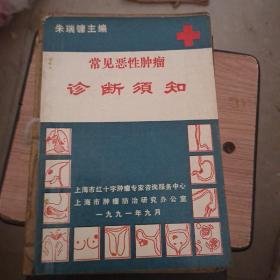 朱瑞镛主编
常见恶性肿瘤
诊断須知
上海市红十字肿瘤专家咨询服务中心
上海市肿瘤防治研究办公室
一九九一年九月